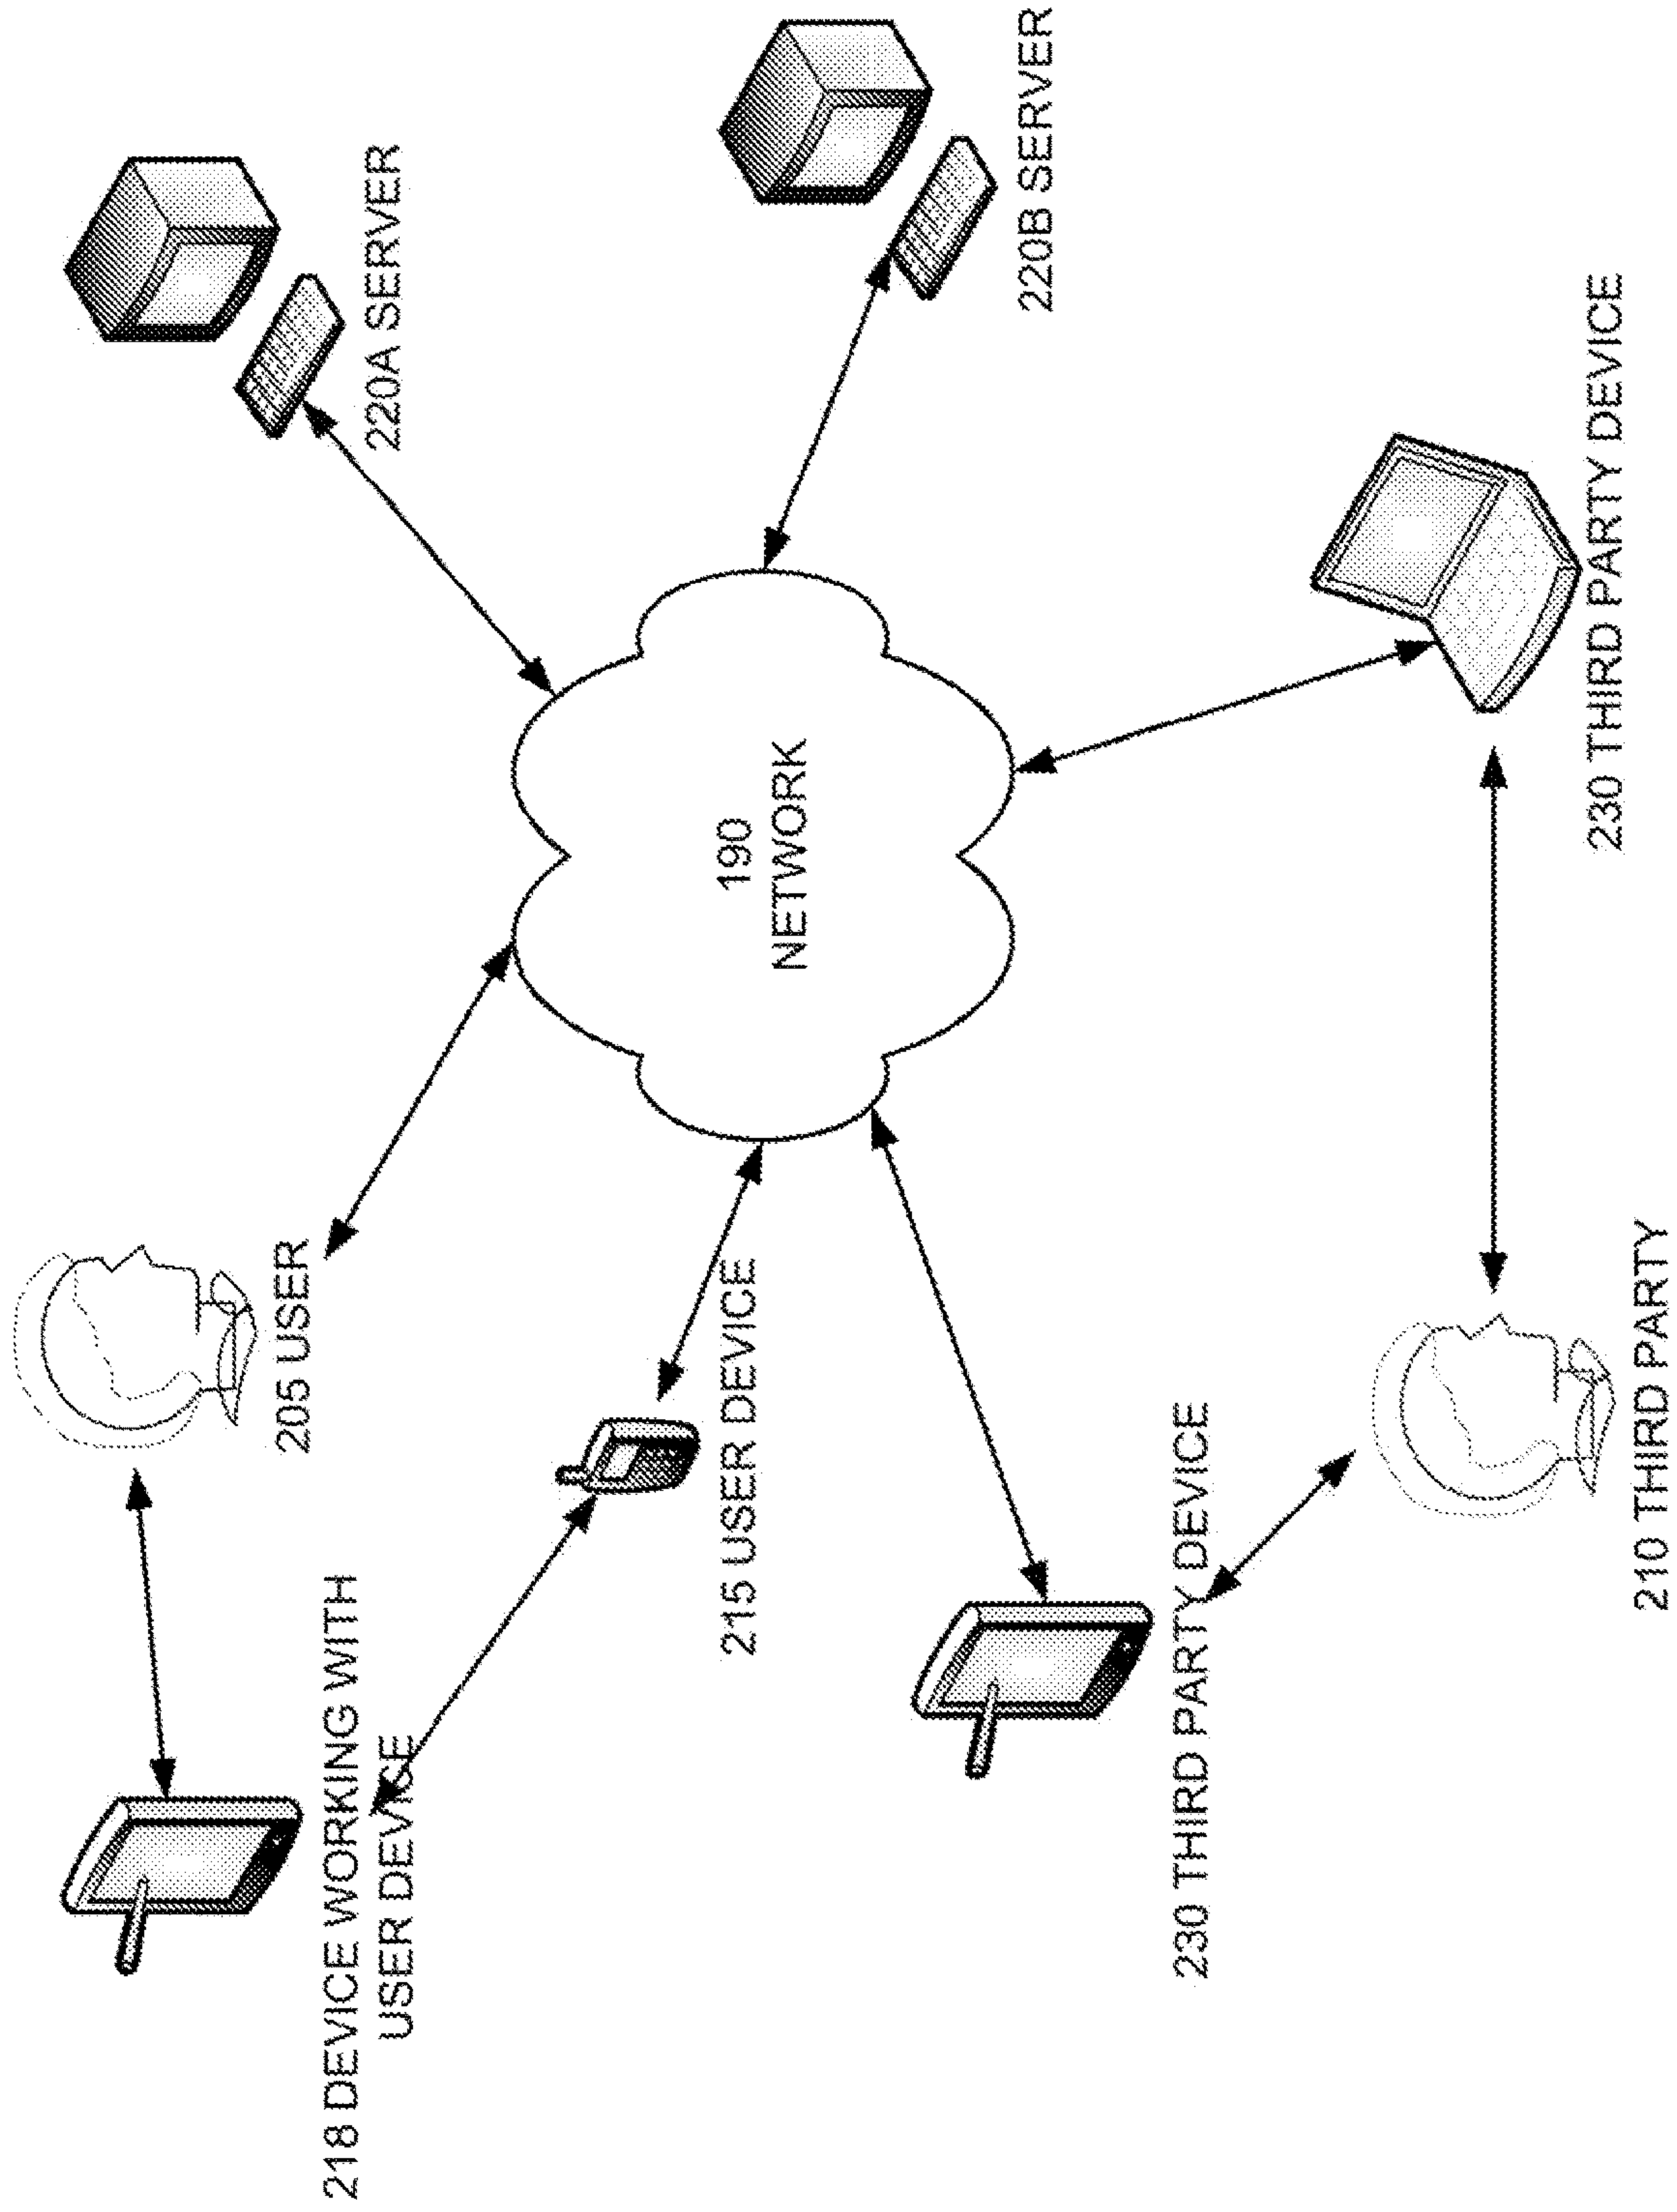 218 DEVICE WORKING WITH
USER DEVICE
205 USER
220A SERVER
215 USER DEVICE
190
NETWORK
220B SERVER
230 THIRD PARTY DEVICE
210 THIRD PARTY
230 THIRD PARTY DEVICE